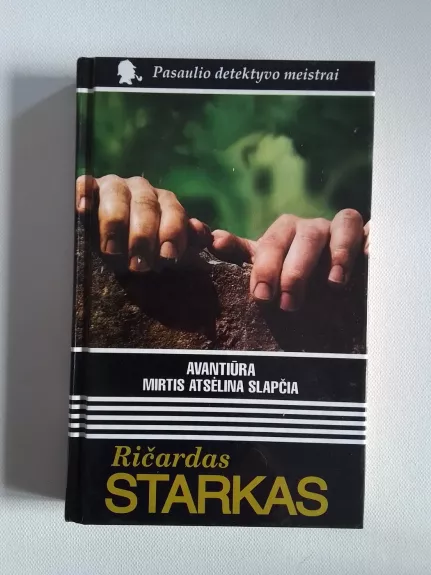 Pasaulio detektyvo meistrai
AVANTIŪRA
MIRTIS ATSĖLINA SLAPČIA
Ričardas
STARKAS